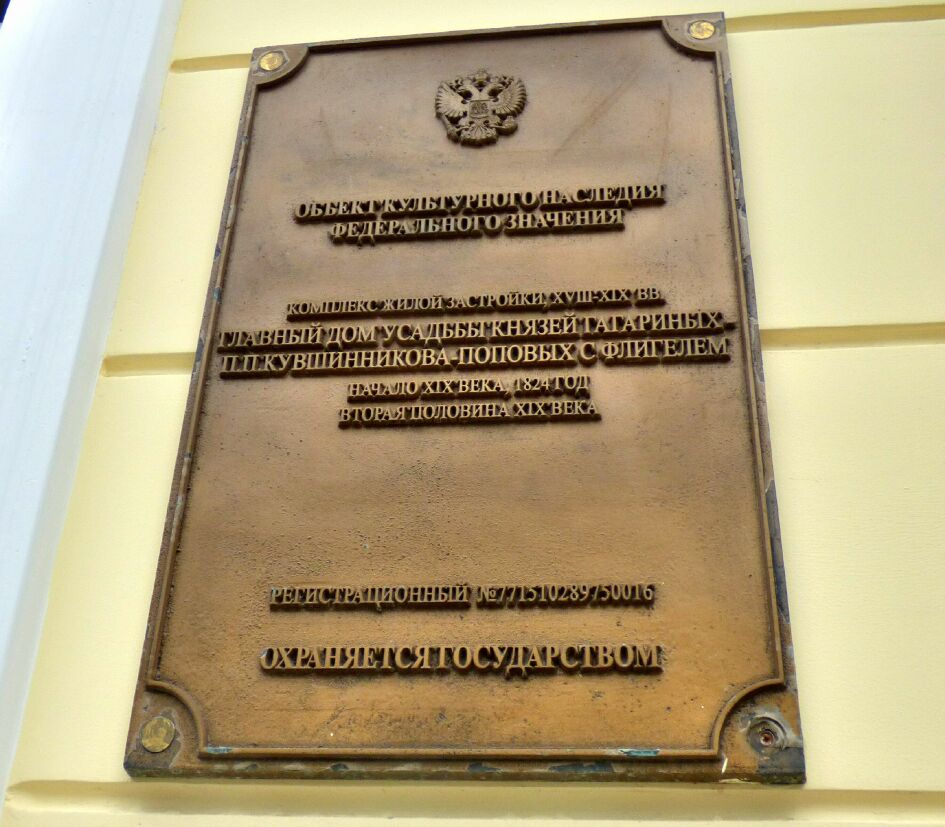 ОБЪЕКТ КУЛЬТУРНОГО НАСЛЕДИЯ
ФЕДЕРАЛЬНОГО ЗНАЧЕНИЯ
КОМПЛЕКС ЖИЛОЙ ЗАСТРОЙКИ, ХУШ-XIX ВВ.
ГЛАВНЫЙ ДОМ УСАДЬБЫ КНЯЗЕЙ ГАГАРИНЫХ-
П.П.КУВШИННИКОВА-ПОПОВЫХ С ФЛИГЕЛЕМ
НАЧАЛО XIX ВЕКА, 1824 ГОД
ВТОРАЯ ПОЛОВИНА XIX ВЕКА
РЕГИСТРАЦИОННЫЙ №771510289750016
ОХРАНЯЕТСЯ ГОСУДАРСТВОМ